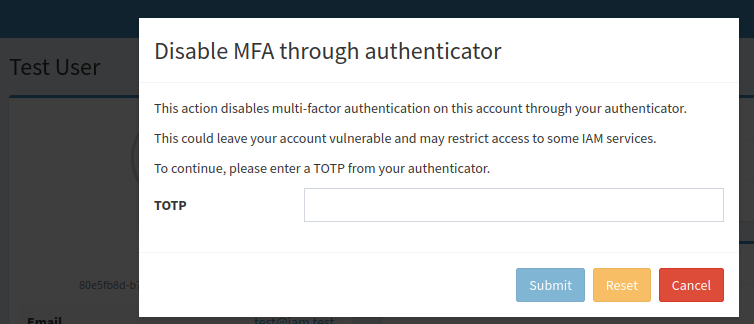 Disable MFA through authenticator
Test User
This action disables multi-factor authentication on this account through your authenticator.
This could leave your account vulnerable and may restrict access to some IAM services.
To continue, please enter a TOTP from your authenticator.
TOTP
80e5fb8d-b
Submit Reset Cancel
Email test@iam.test